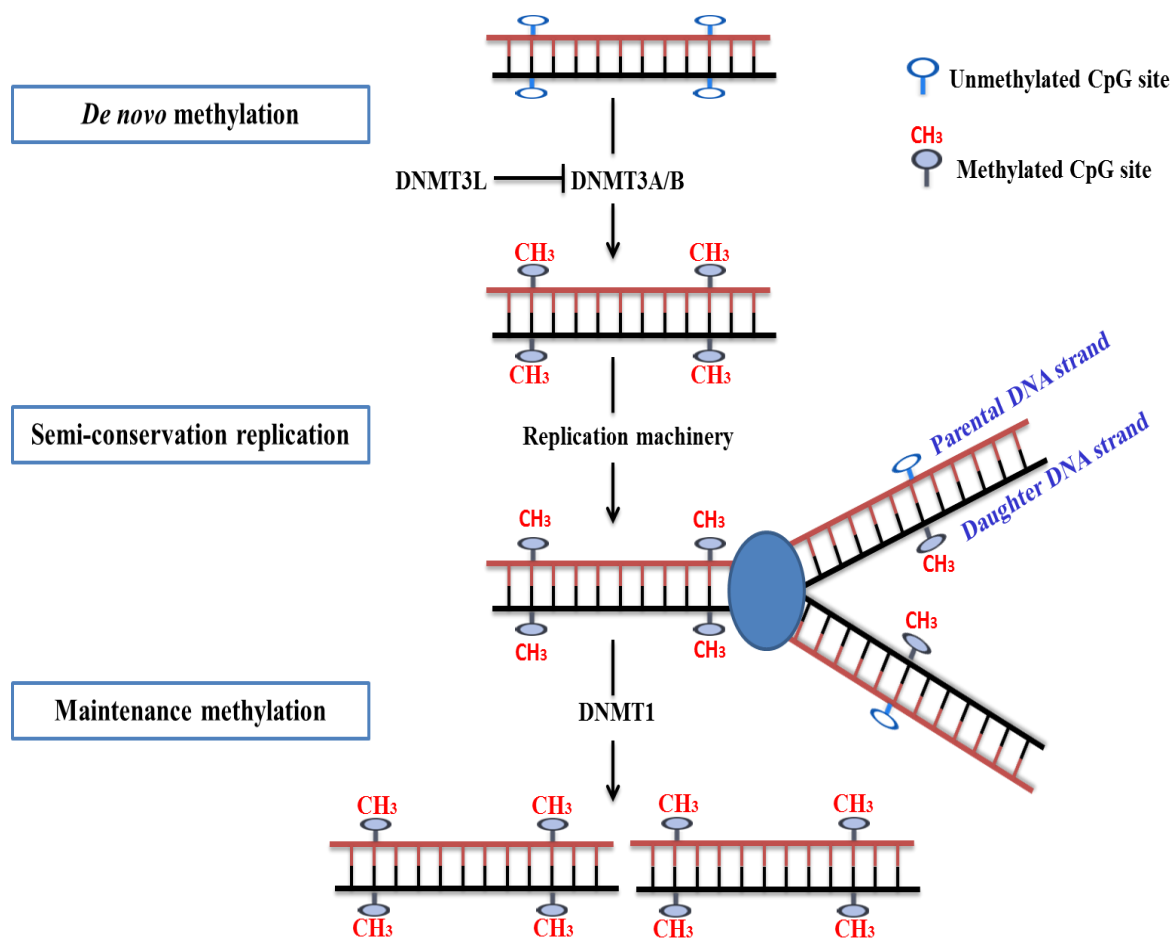 Unmethylated CpG site
De novo methylation
CH3
Methylated CpG site
DNMT3L
DNMT3A/B
CH3
CH3
CH3
CH3
Semi-conservation replication
Replication machinery
Parental DNA strand
Daughter DNA strand
CH3
CH3
CH3
CH3
CH3
CH3
Maintenance methylation
DNMT1
CH3
CH3
CH3
CH3
CH3
CH3
CH3
CH3